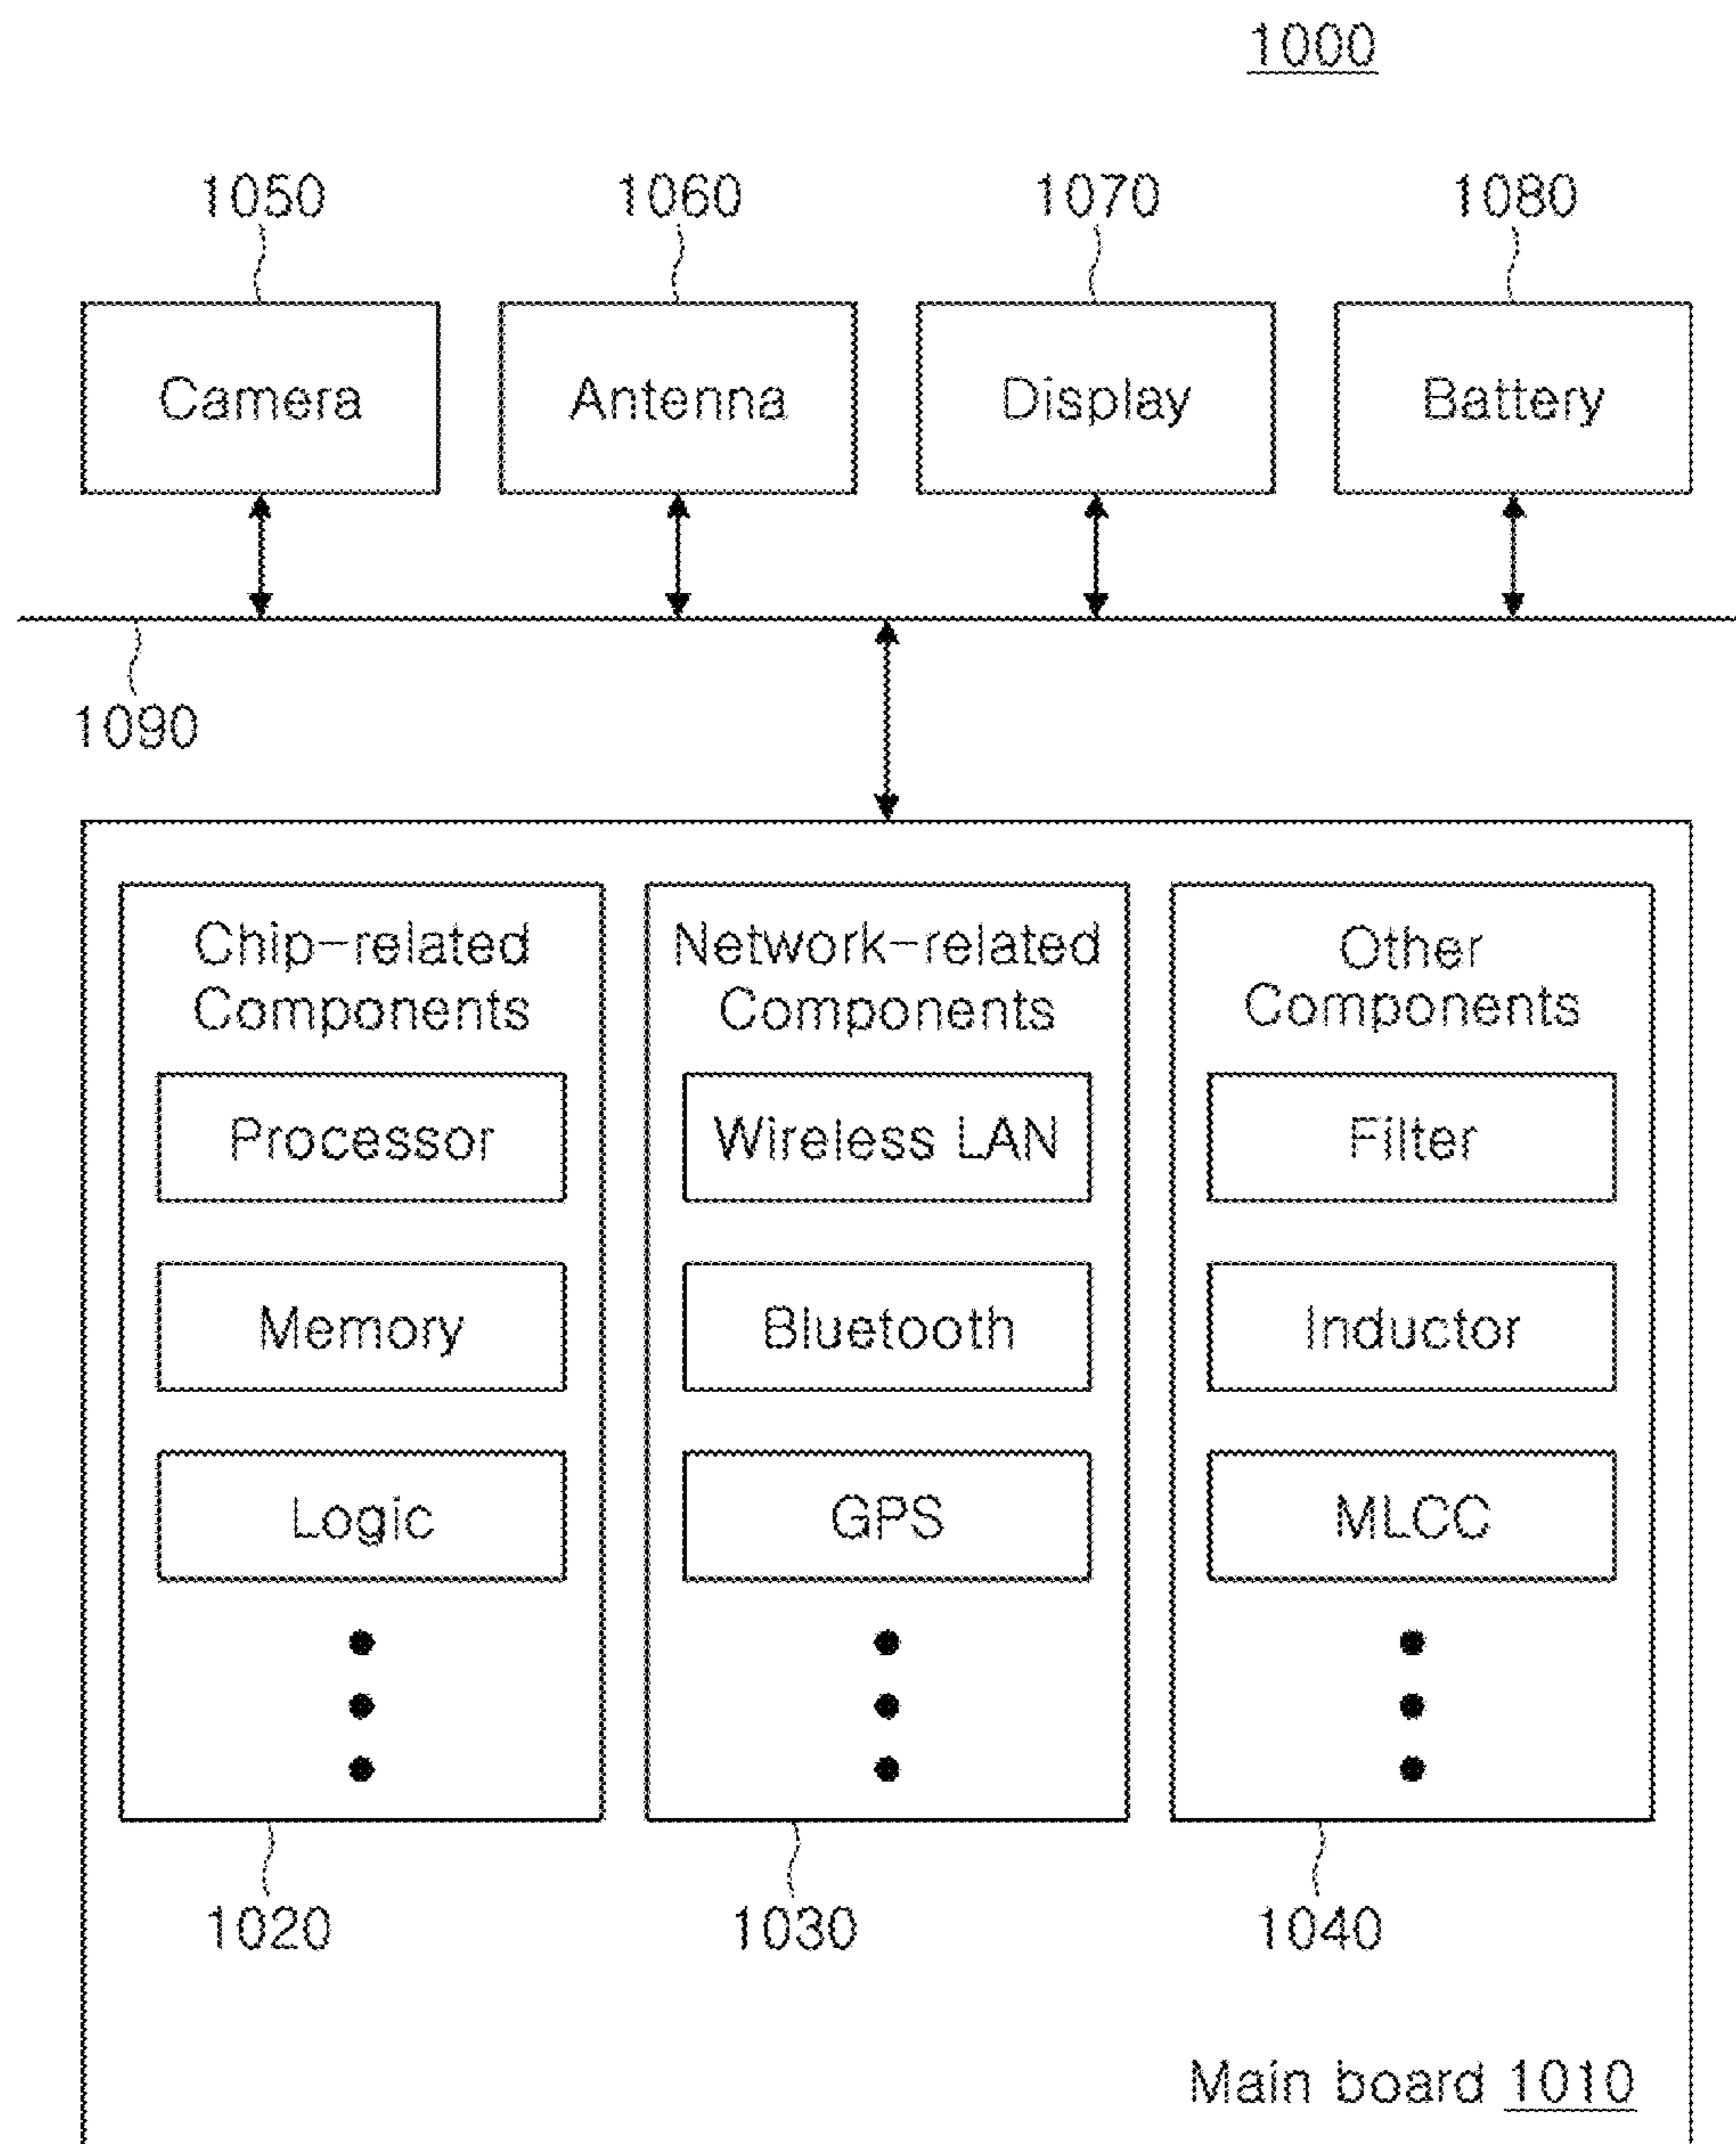 1000
1050 1060 1070 1080
Camera Antenna Display Battery
1090
Chip-related Components
Network-related Components
Other Components
Processor Wireless LAN Filter
Memory Bluetooth Inductor
Logic GPS MLCC
1020 1030 1040
Main board 1010